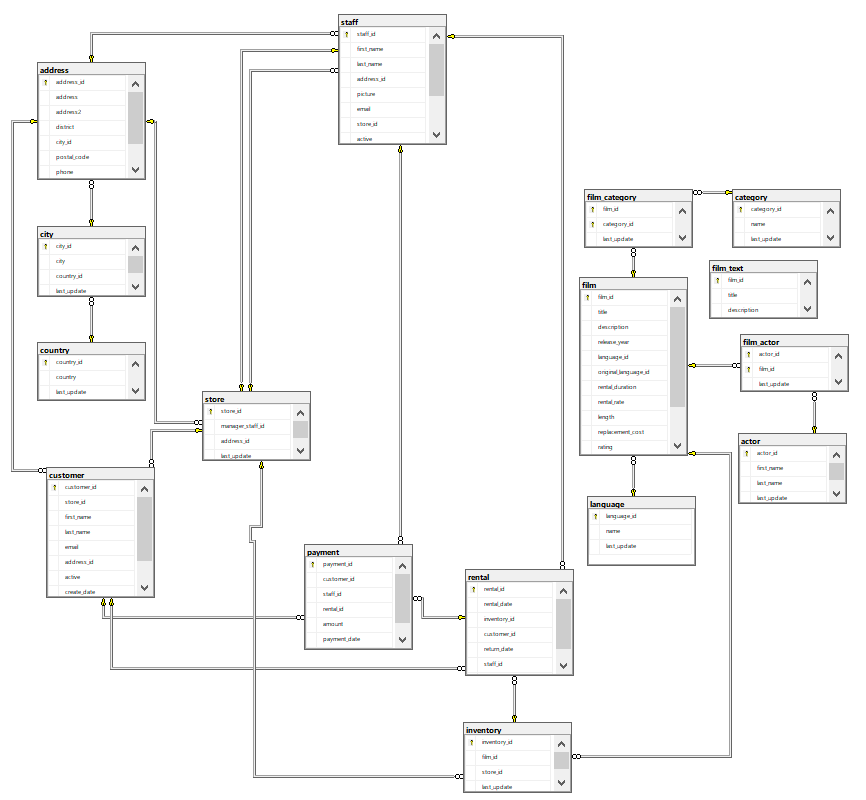 staff
staff_id
first_name
last_name
address_id
picture
email
store_id
active
address
address_id
address
address2
district
city_id
postal_code
phone
city
city_id
city
country_id
last_update
country
country_id
country
last_update
film_category
film_id
category_id
last_update
category
category_id
name
last_update
film_text
film_id
title
description
film
film_id
title
description
release_year
language_id
original_language_id
rental_duration
rental_rate
length
replacement_cost
rating
film_actor
actor_id
film_id
last_update
actor
actor_id
first_name
last_name
last_update
language
language_id
name
last_update
store
store_id
manager_staff_id
address_id
last_update
customer
customer_id
store_id
first_name
last_name
email
address_id
active
create_date
payment
payment_id
customer_id
staff_id
rental_id
amount
payment_date
rental
rental_id
rental_date
inventory_id
customer_id
return_date
staff_id
inventory
inventory_id
film_id
store_id
last_update